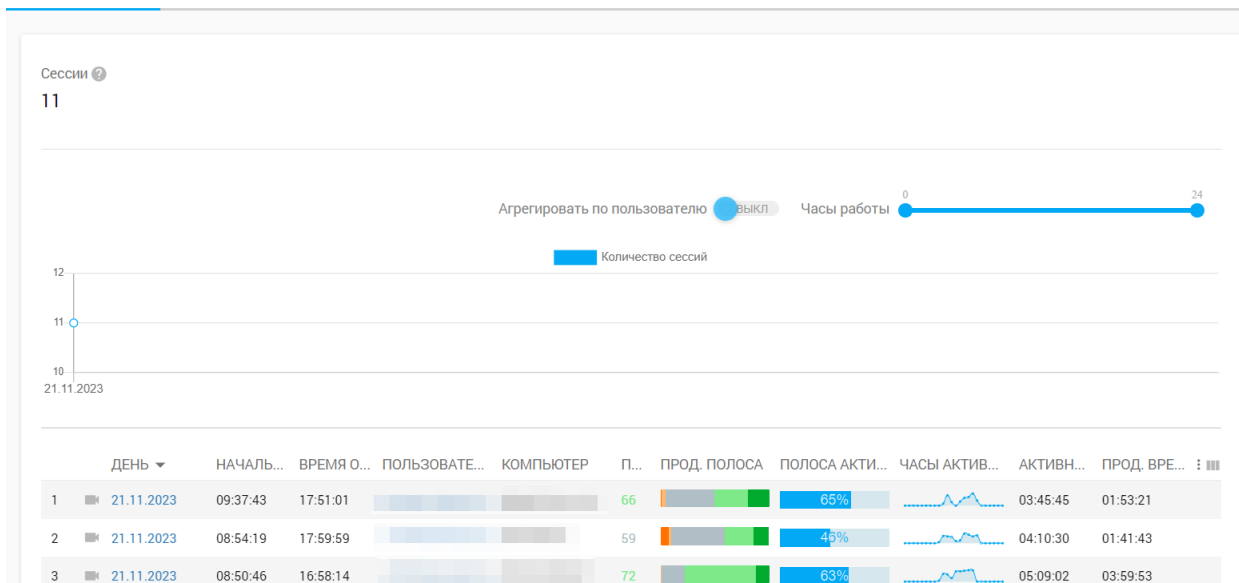 Сессии ?
11
0 24
Агрегировать по пользователю ВЫКЛ Часы работы
Количество сессий
12
11
10
21.11.2023
ДЕНЬ НАЧАЛЬ... ВРЕМЯ О... ПОЛЬЗОВАТЕ... КОМПЬЮТЕР П... ПРОД. ПОЛОСА ПОЛОСА АКТИ... ЧАСЫ АКТИВ... АКТИВН... ПРОД. ВРЕ...
1 21.11.2023 09:37:43 17:51:01 66 65% 03:45:45 01:53:21
2 21.11.2023 08:54:19 17:59:59 59 46% 04:10:30 01:41:43
3 21.11.2023 08:50:46 16:58:14 72 63% 05:09:02 03:59:53